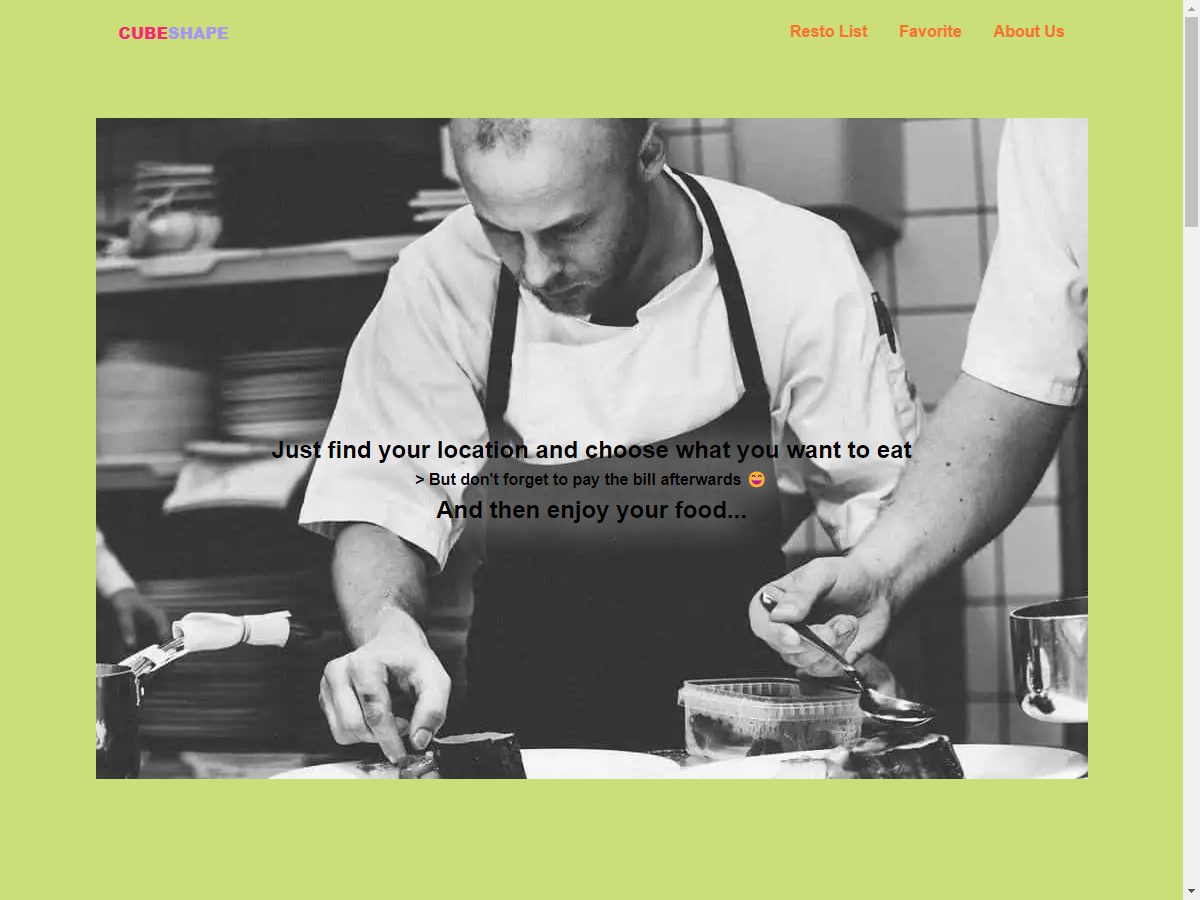 CUBESHAPE
Resto List
Favorite
About Us
Just find your location and choose what you want to eat
> But don't forget to pay the bill afterwards 😄
And then enjoy your food...